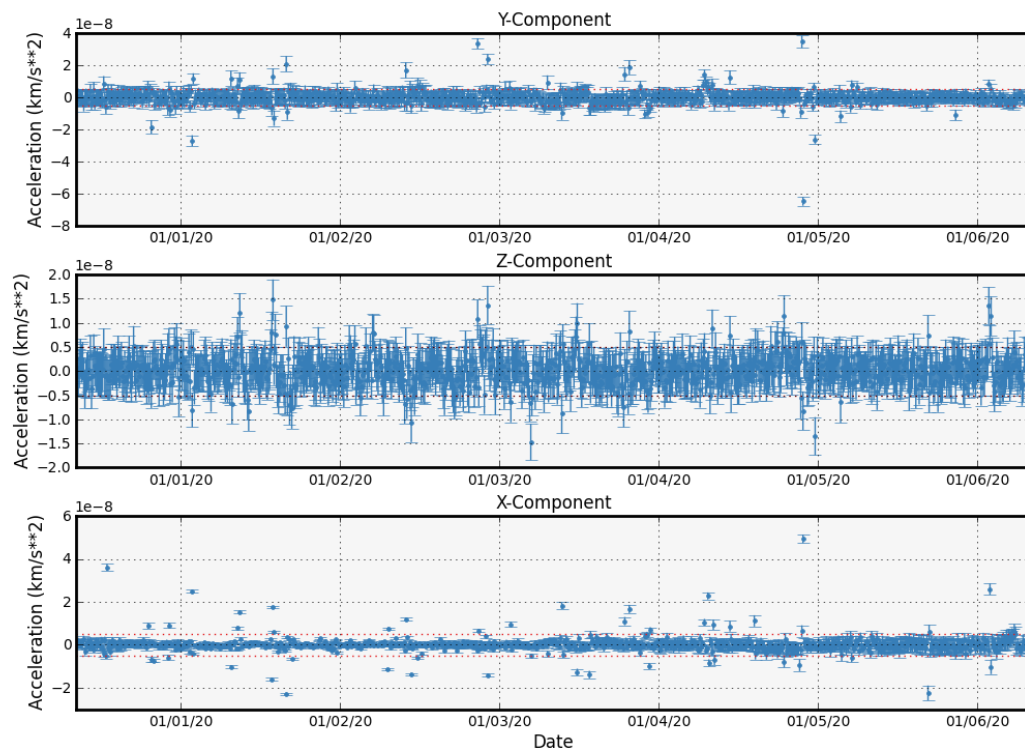 Y-Component
1e−8
4
2
0
−2
−4
−6
−8
Acceleration (km/s**2)
01/01/20 01/02/20 01/03/20 01/04/20 01/05/20 01/06/20
Z-Component
1e−8
2.0
1.5
1.0
0.5
0.0
−0.5
−1.0
−1.5
−2.0
Acceleration (km/s**2)
01/01/20 01/02/20 01/03/20 01/04/20 01/05/20 01/06/20
X-Component
1e−8
6
4
2
0
−2
Acceleration (km/s**2)
01/01/20 01/02/20 01/03/20 01/04/20 01/05/20 01/06/20
Date